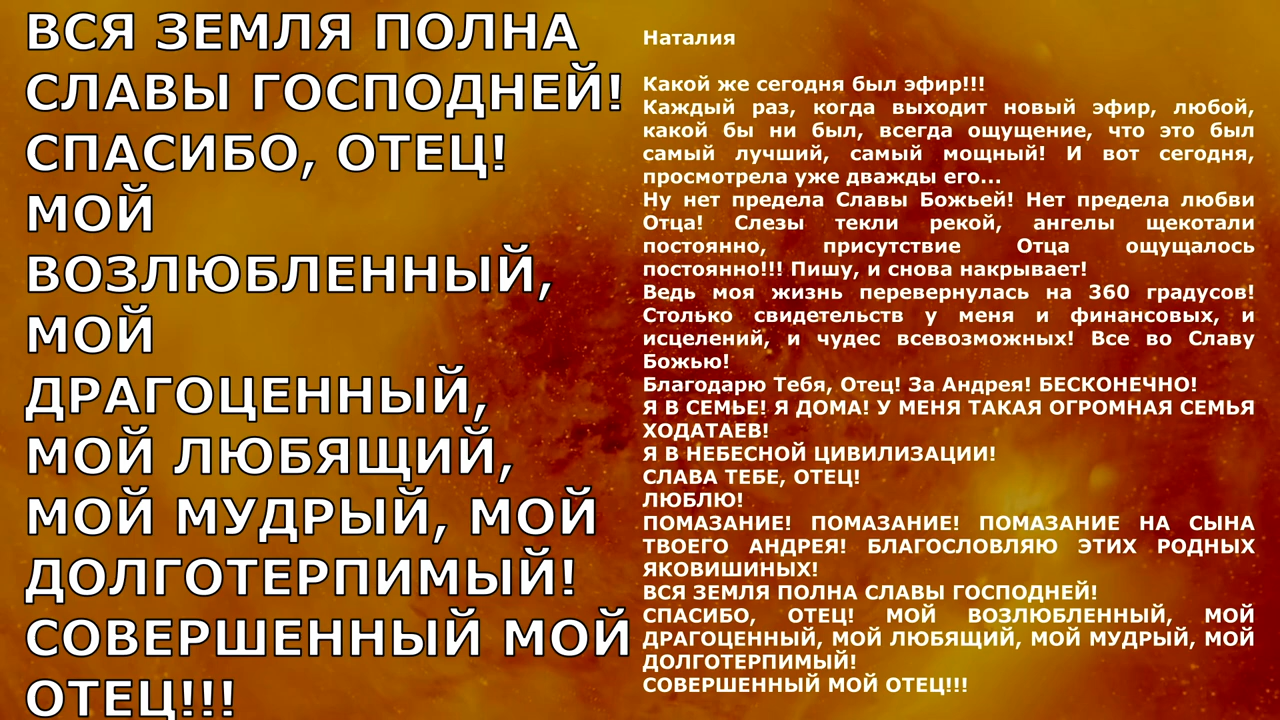 ВСЯ ЗЕМЛЯ ПОЛНА
СЛАВЫ ГОСПОДНЕЙ!
СПАСИБО, ОТЕЦ!
МОЙ
ВОЗЛЮБЛЕННЫЙ,
МОЙ
ДРАГОЦЕННЫЙ,
МОЙ ЛЮБЯЩИЙ,
МОЙ МУДРЫЙ, МОЙ
ДОЛГОТЕРПИМЫЙ!
СОВЕРШЕННЫЙ МОЙ
ОТЕЦ!!!
Наталия
Какой же сегодня был эфир!!!
Каждый раз, когда выходит новый эфир, любой,
какой бы ни был, всегда ощущение, что это был
самый лучший, самый мощный! И вот сегодня,
просмотрела уже дважды его...
Ну нет предела Славы Божьей! Нет предела любви
Отца! Слезы текли рекой, ангелы щекотали
постоянно, присутствие Отца ощущалось
постоянно!!! Пишу, и снова накрывает!
Ведь моя жизнь перевернулась на 360 градусов!
Столько свидетельств у меня и финансовых, и
исцелений, и чудес всевозможных! Все во Славу
Божью!
Благодарю Тебя, Отец! За Андрея! БЕСКОНЕЧНО!
Я В СЕМЬЕ! Я ДОМА! У МЕНЯ ТАКАЯ ОГРОМНАЯ СЕМЬЯ
ХОДАТАЕВ!
Я В НЕБЕСНОЙ ЦИВИЛИЗАЦИИ!
СЛАВА ТЕБЕ, ОТЕЦ!
ЛЮБЛЮ!
ПОМАЗАНИЕ! ПОМАЗАНИЕ! ПОМАЗАНИЕ НА СЫНА
ТВОЕГО АНДРЕЯ! БЛАГОСЛОВЛЯЮ ЭТИХ РОДНЫХ
ЯКОВИШИНЫХ!
ВСЯ ЗЕМЛЯ ПОЛНА СЛАВЫ ГОСПОДНЕЙ!
СПАСИБО, ОТЕЦ! МОЙ ВОЗЛЮБЛЕННЫЙ, МОЙ
ДРАГОЦЕННЫЙ, МОЙ ЛЮБЯЩИЙ, МОЙ МУДРЫЙ, МОЙ
ДОЛГОТЕРПИМЫЙ!
СОВЕРШЕННЫЙ МОЙ ОТЕЦ!!!